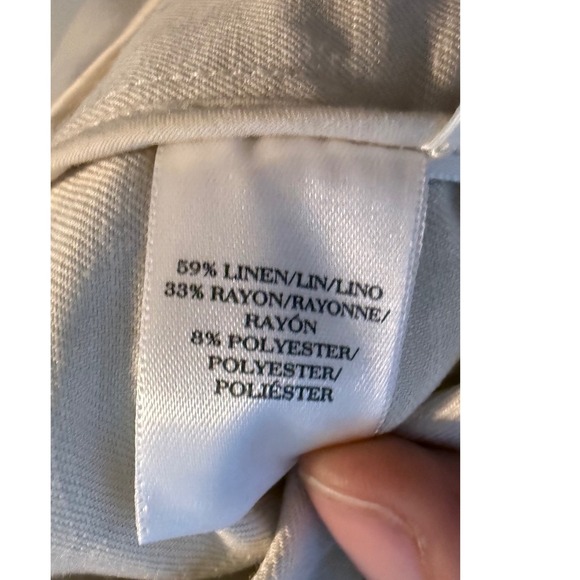 59% LINEN/LIN/LINO
33% RAYON/RAYONNE/
RAYÓN
8% POLYESTER/
POLYESTER/
POLIÉSTER